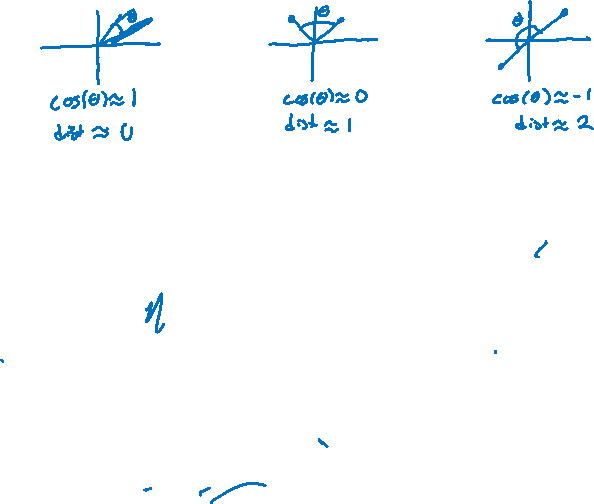 θ
θ
θ
cos(θ)≈1
cos(θ)≈0
cos(θ)≈-1
dist≈0
dist≈1
dist≈2